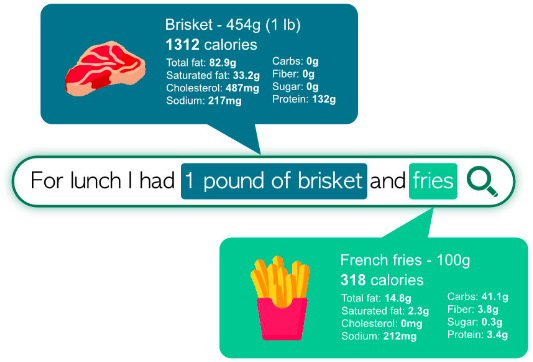 Brisket - 454g (1 lb)
1312 calories
Total fat: 82.9g
Saturated fat: 33.2g
Cholesterol: 487mg
Sodium: 217mg
Carbs: 0g
Fiber: 0g
Sugar: 0g
Protein: 132g
For lunch I had 1 pound of brisket and fries
French fries - 100g
318 calories
Total fat: 14.8g
Saturated fat: 2.3g
Cholesterol: 0mg
Sodium: 212mg
Carbs: 41.1g
Fiber: 3.8g
Sugar: 0.3g
Protein: 3.4g